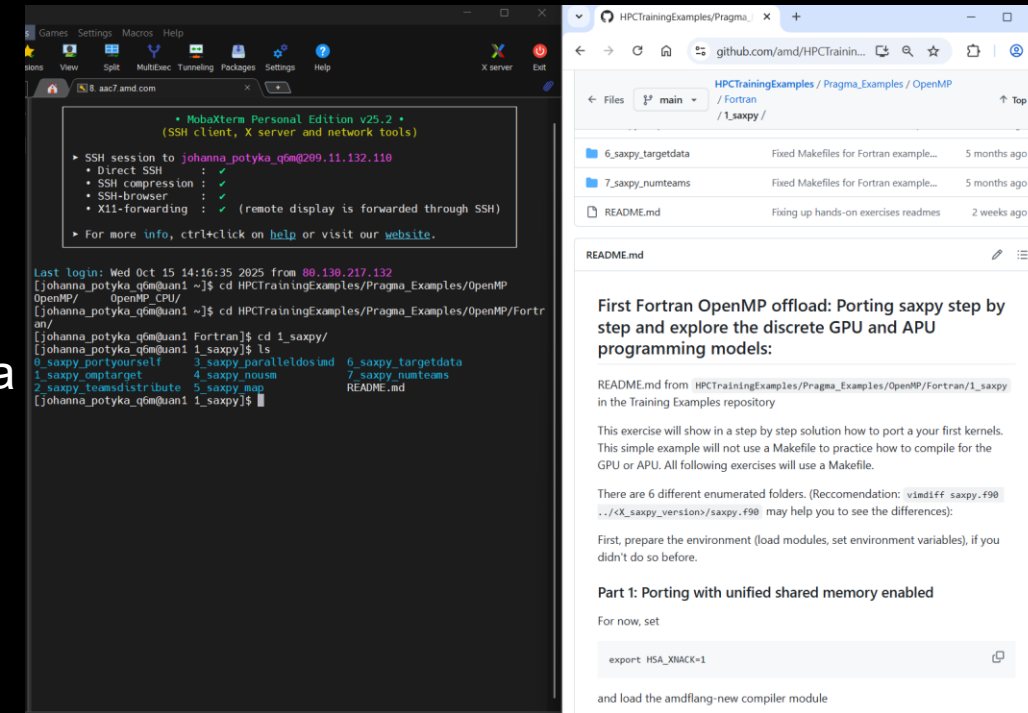 Games Settings Macros Help
View Split MultiExec Tunneling Packages Settings Help X server Exit
8. aac7.amd.com
• MobaXterm Personal Edition v25.2 •
(SSH client, X server and network tools)
➤ SSH session to johanna_potyka_q6m@209.11.132.110
• Direct SSH : ✔
• SSH compression : ✔
• SSH-browser : ✔
• X11-forwarding : ✔ (remote display is forwarded through SSH)
➤ For more info, ctrl+click on help or visit our website.
Last login: Wed Oct 15 14:16:35 2025 from 80.130.217.132
[johanna_potyka_q6m@uan1 ~]$ cd HPCTrainingExamples/Pragma_Examples/OpenMP
OpenMP/ OpenMP_CPU/
[johanna_potyka_q6m@uan1 ~]$ cd HPCTrainingExamples/Pragma_Examples/OpenMP/Fortr
an/
[johanna_potyka_q6m@uan1 Fortran]$ cd 1_saxpy/
[johanna_potyka_q6m@uan1 1_saxpy]$ ls
0_saxpy_portyourself 3_saxpy_paralleldosimd 6_saxpy_targetdata
1_saxpy_omptarget 4_saxpy_nousm 7_saxpy_numteams
2_saxpy_teamsdistribute 5_saxpy_map README.md
[johanna_potyka_q6m@uan1 1_saxpy]$
a
HPCTrainingExamples/Pragma_
github.com/amd/HPCTrainin...
Files main HPCTrainingExamples / Pragma_Examples / OpenMP
/ Fortran
/ 1_saxpy /
Top
6_saxpy_targetdata Fixed Makefiles for Fortran example... 5 months ago
7_saxpy_numteams Fixed Makefiles for Fortran example... 5 months ago
README.md Fixing up hands-on exercises readmes 2 weeks ago
README.md
First Fortran OpenMP offload: Porting saxpy step by
step and explore the discrete GPU and APU
programming models:
README.md from HPCTrainingExamples/Pragma_Examples/OpenMP/Fortran/1_saxpy
in the Training Examples repository
This exercise will show in a step by step solution how to port a your first kernels.
This simple example will not use a Makefile to practice how to compile for the
GPU or APU. All following exercises will use a Makefile.
There are 6 different enumerated folders. (Reccomendation: vimdiff saxpy.f90
../<X_saxpy_version>/saxpy.f90 may help you to see the differences):
First, prepare the environment (load modules, set environment variables), if you
didn't do so before.
Part 1: Porting with unified shared memory enabled
For now, set
export HSA_XNACK=1
and load the amdflang-new compiler module